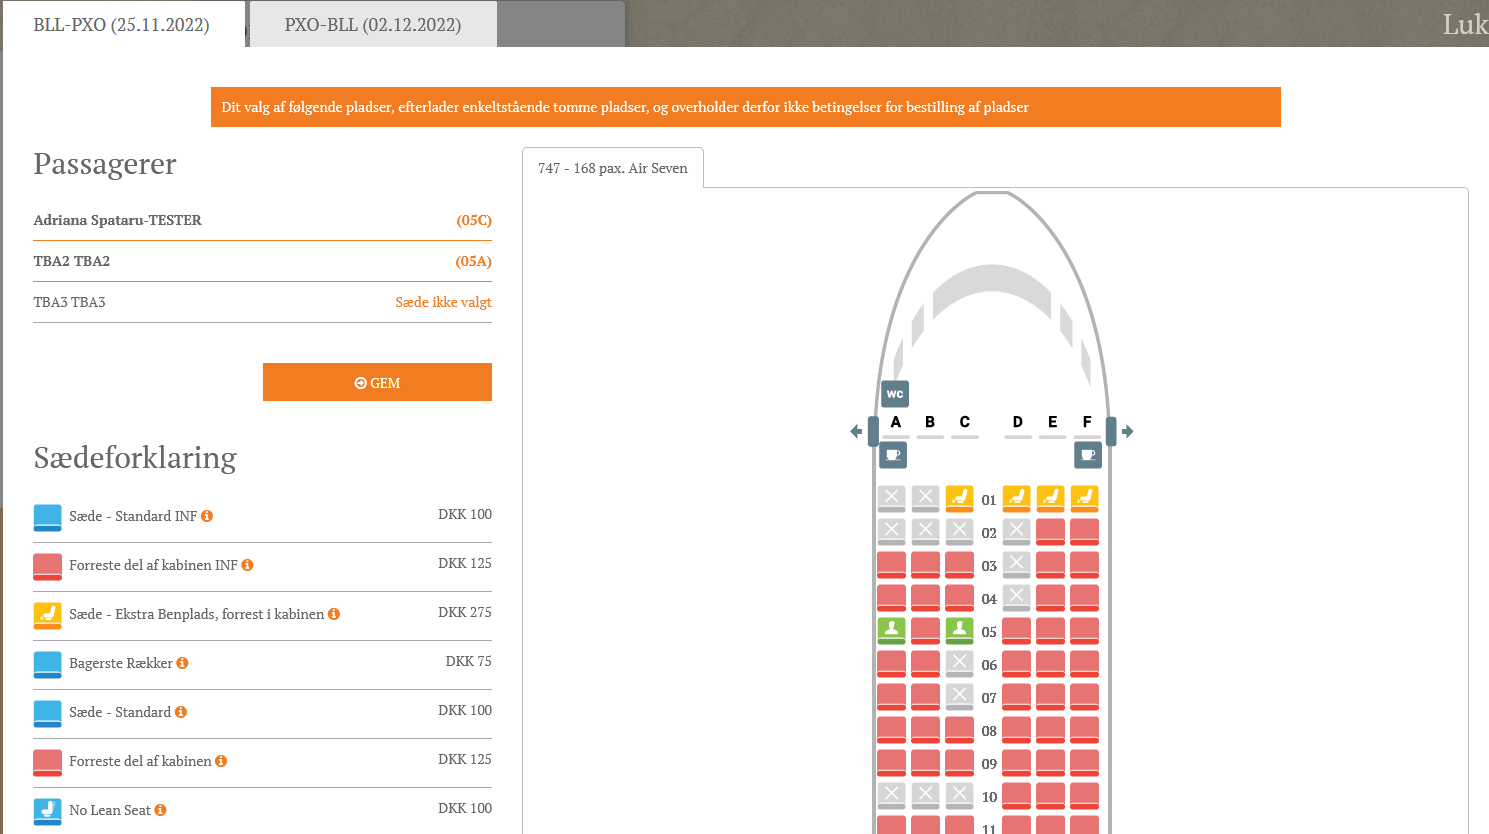 BLL-PXO (25.11.2022)
PXO-BLL (02.12.2022)
Luk
Dit valg af følgende pladser, efterlader enkeltstående tomme pladser, og overholder derfor ikke betingelser for bestilling af pladser
Passagerer
Adriana Spataru-TESTER (05C)
TBA2 TBA2 (05A)
TBA3 TBA3 Sæde ikke valgt
GEM
Sædeforklaring
Sæde - Standard INF DKK 100
Forreste del af kabinen INF DKK 125
Sæde - Ekstra Benplads, forrest i kabinen DKK 275
Bagerste Rækker DKK 75
Sæde - Standard DKK 100
Forreste del af kabinen DKK 125
No Lean Seat DKK 100
747 - 168 pax. Air Seven
WC
A B C D E F
01
02
03
04
05
06
07
08
09
10
11